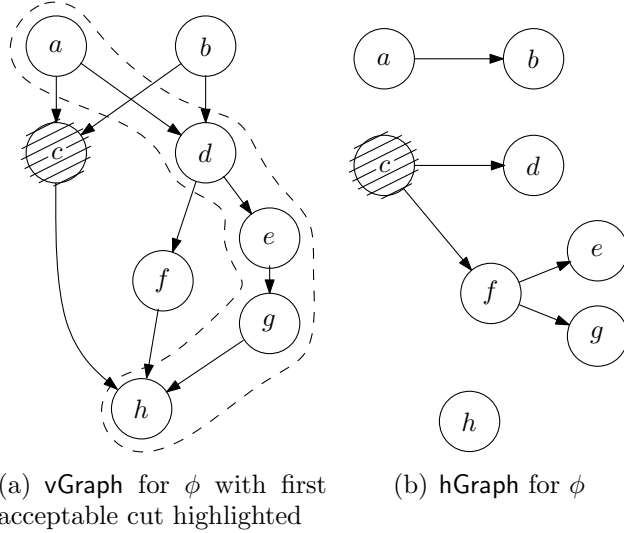 a
b
c
d
e
f
g
h
(a) vGraph for ϕ with first
acceptable cut highlighted
a
b
c
d
e
f
g
h
(b) hGraph for ϕ